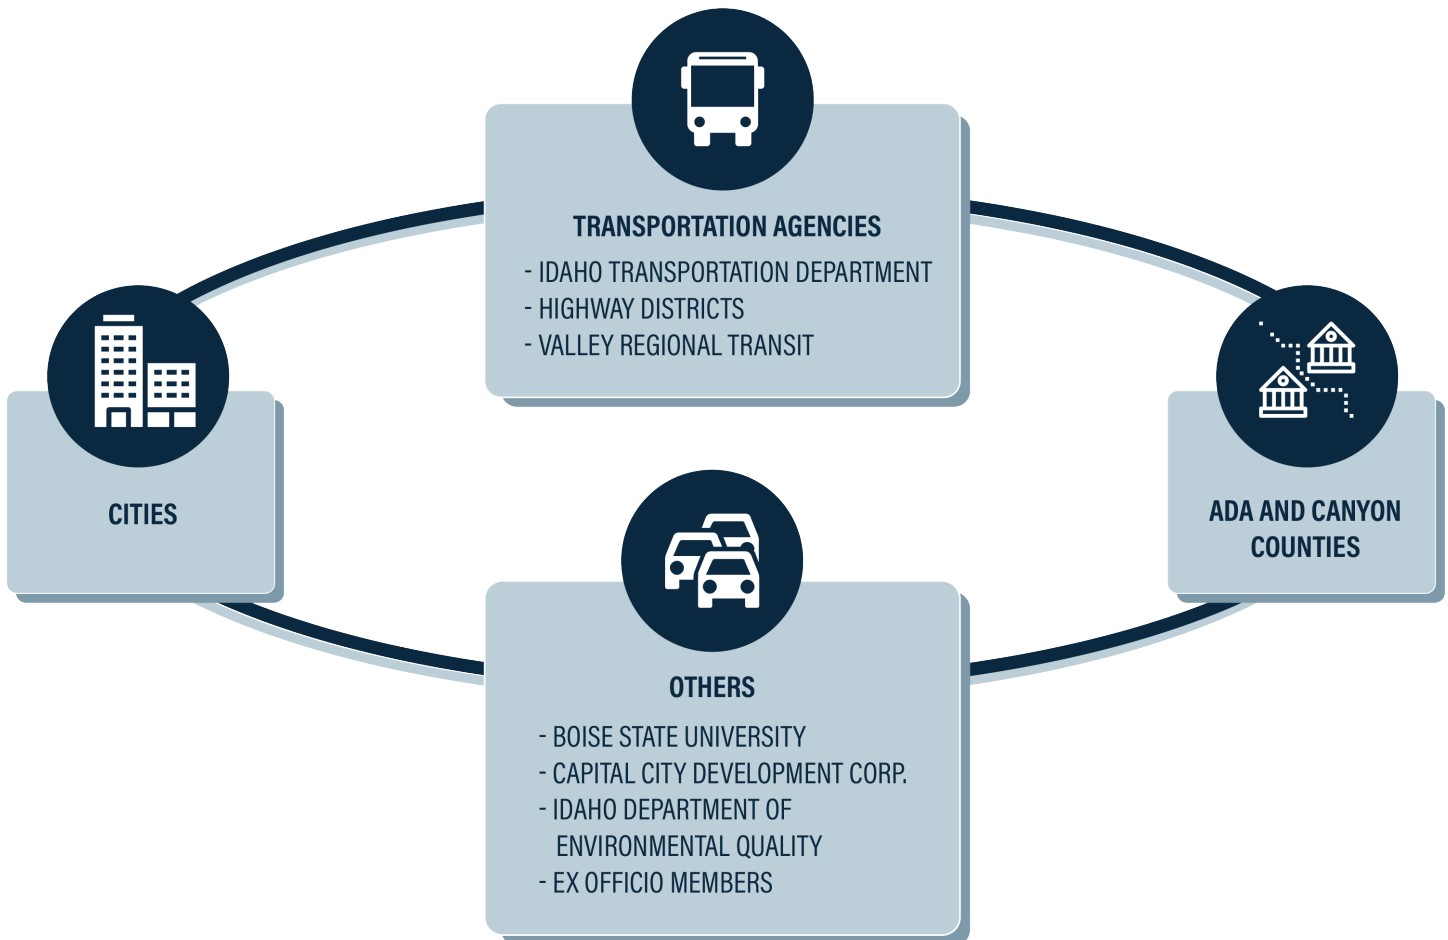 TRANSPORTATION AGENCIES
- IDAHO TRANSPORTATION DEPARTMENT
- HIGHWAY DISTRICTS
- VALLEY REGIONAL TRANSIT
CITIES
ADA AND CANYON
COUNTIES
OTHERS
- BOISE STATE UNIVERSITY
- CAPITAL CITY DEVELOPMENT CORP.
- IDAHO DEPARTMENT OF
ENVIRONMENTAL QUALITY
- EX OFFICIO MEMBERS